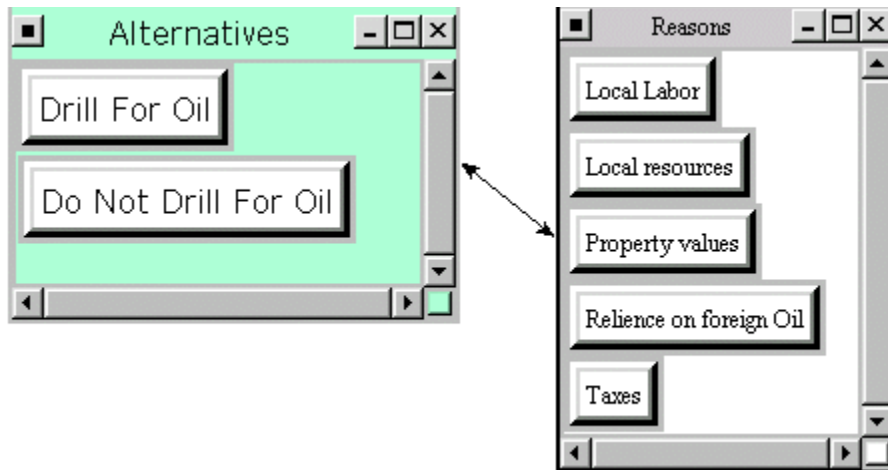 Alternatives
Drill For Oil
Do Not Drill For Oil
Reasons
Local Labor
Local resources
Property values
Relience on foreign Oil
Taxes